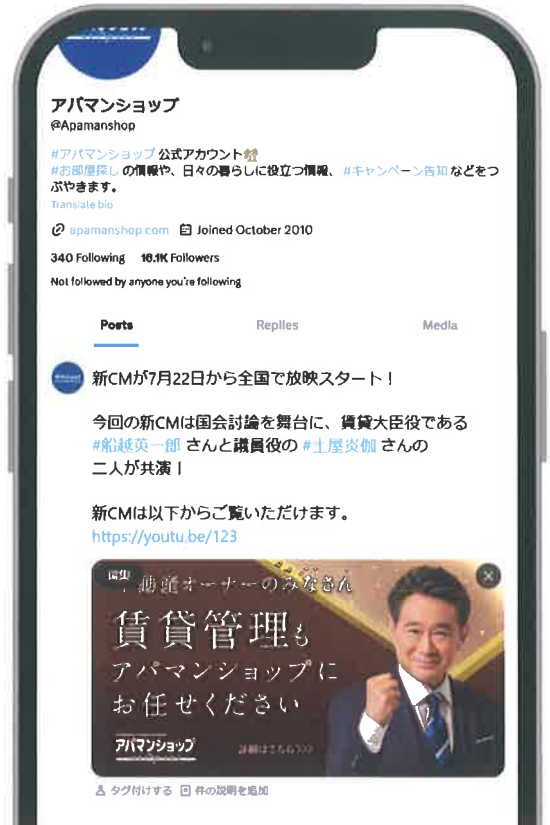 アパマンショップ
@Apamanshop
#アパマンショップ 公式アカウント
#お部屋探し の情報や、日々の暮らしに役立つ情報、 #キャンペーン告知 などをつ
ぶやきます。
Translate bio
apamanshop.com Joined October 2010
340 Following 16.1K Followers
Not followed by anyone you're following
Posts Replies Media
新CMが7月22日から全国で放映スタート！
今回の新CMは国会討論を舞台に、賃貸大臣役である
#船越英一郎 さんと議員役の #土屋炎伽 さんの
二人が共演！
新CMは以下からご覧いただけます。
https://youtu.be/123
編集
動産オーナーのみなさん
賃貸管理も
アパマンショップに
お任せください
アパマンショップ 詳細はこちら>>>
タグ付けする 件の説明を追加